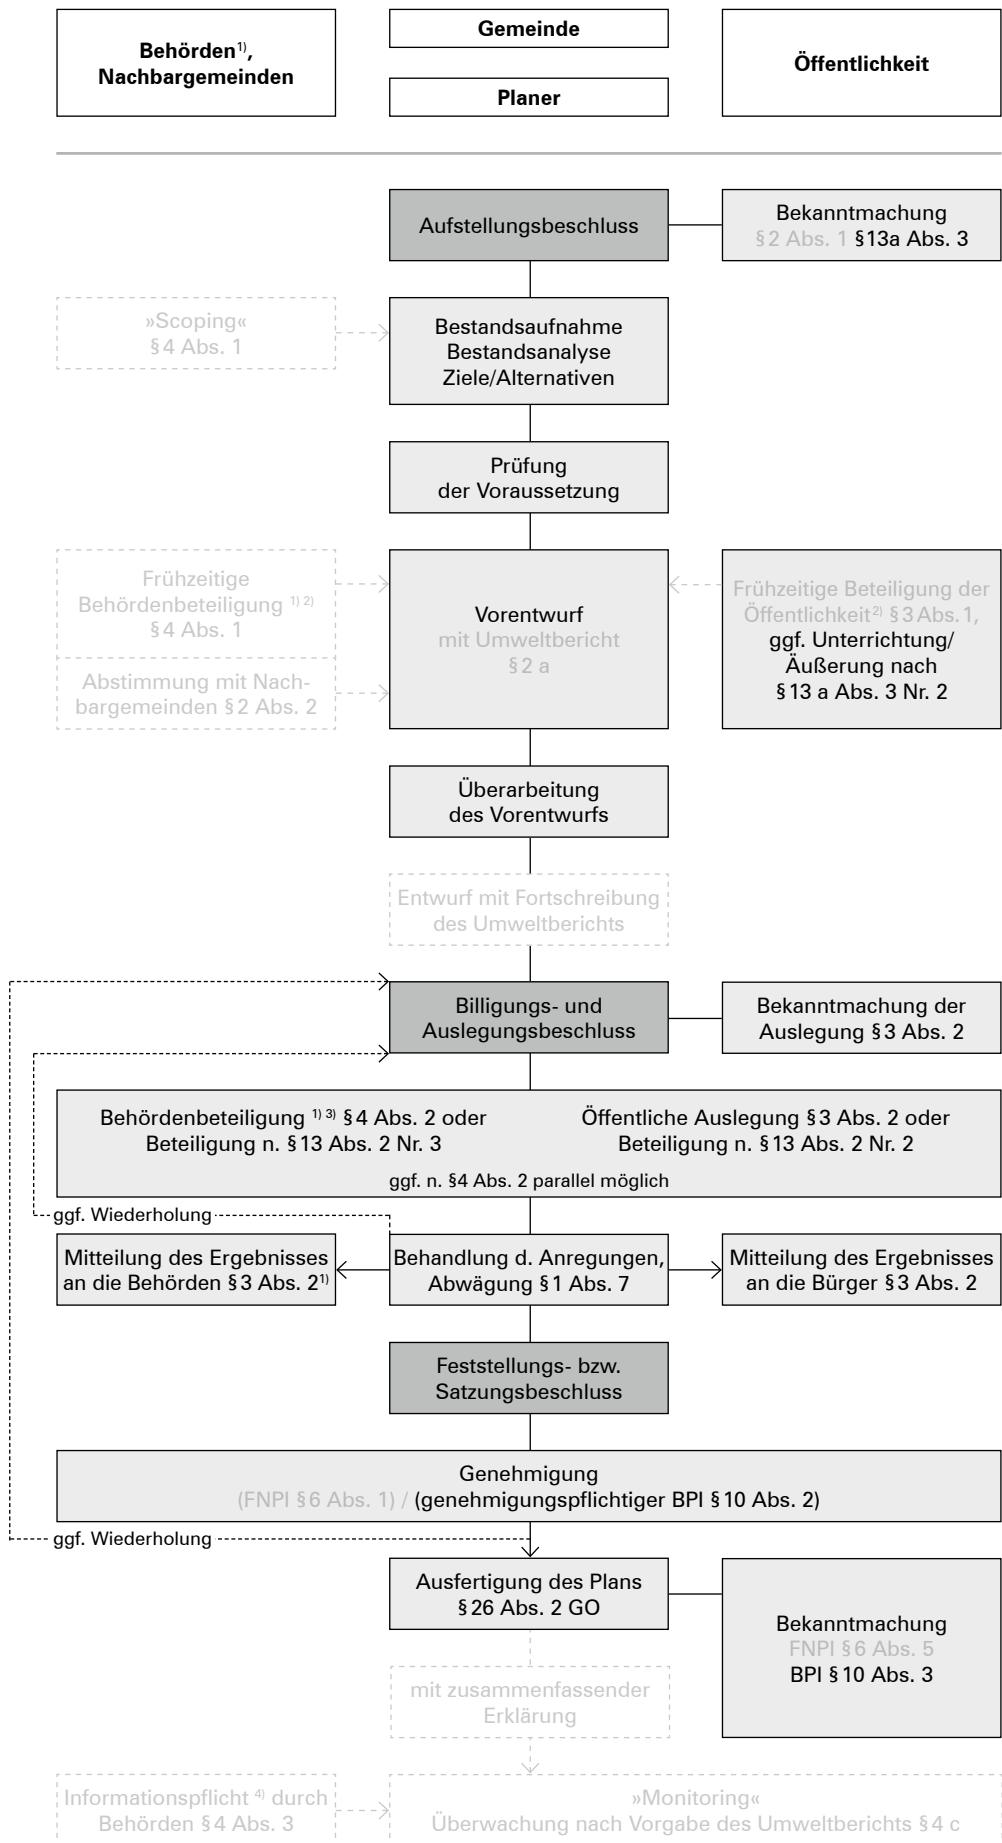 Behörden¹⁾,
Nachbargemeinden
Gemeinde
Planer
Öffentlichkeit
Aufstellungsbeschluss
Bekanntmachung
§ 2 Abs. 1 § 13a Abs. 3
»Scoping«
§ 4 Abs. 1
Bestandsaufnahme
Bestandsanalyse
Ziele/Alternativen
Prüfung
der Voraussetzung
Frühzeitige
Behördenbeteiligung ¹⁾ ²⁾
§ 4 Abs. 1
Abstimmung mit Nach-
bargemeinden § 2 Abs. 2
Vorentwurf
mit Umweltbericht
§ 2 a
Frühzeitige Beteiligung der
Öffentlichkeit²⁾ § 3 Abs. 1,
ggf. Unterrichtung/
Äußerung nach
§ 13 a Abs. 3 Nr. 2
Überarbeitung
des Vorentwurfs
Entwurf mit Fortschreibung
des Umweltberichts
Billigungs- und
Auslegungsbeschluss
Bekanntmachung der
Auslegung § 3 Abs. 2
Behördenbeteiligung ¹⁾ ³⁾ § 4 Abs. 2 oder
Beteiligung n. § 13 Abs. 2 Nr. 3
Öffentliche Auslegung § 3 Abs. 2 oder
Beteiligung n. § 13 Abs. 2 Nr. 2
ggf. n. §4 Abs. 2 parallel möglich
ggf. Wiederholung
Mitteilung des Ergebnisses
an die Behörden § 3 Abs. 2¹⁾
Behandlung d. Anregungen,
Abwägung § 1 Abs. 7
Mitteilung des Ergebnisses
an die Bürger § 3 Abs. 2
Feststellungs- bzw.
Satzungsbeschluss
Genehmigung
(FNPl § 6 Abs. 1) / (genehmigungspflichtiger BPl § 10 Abs. 2)
ggf. Wiederholung
Ausfertigung des Plans
§ 26 Abs. 2 GO
Bekanntmachung
FNPl § 6 Abs. 5
BPl § 10 Abs. 3
mit zusammenfassender
Erklärung
Informationspflicht ⁴⁾ durch
Behörden § 4 Abs. 3
»Monitoring«
Überwachung nach Vorgabe des Umweltberichts § 4 c